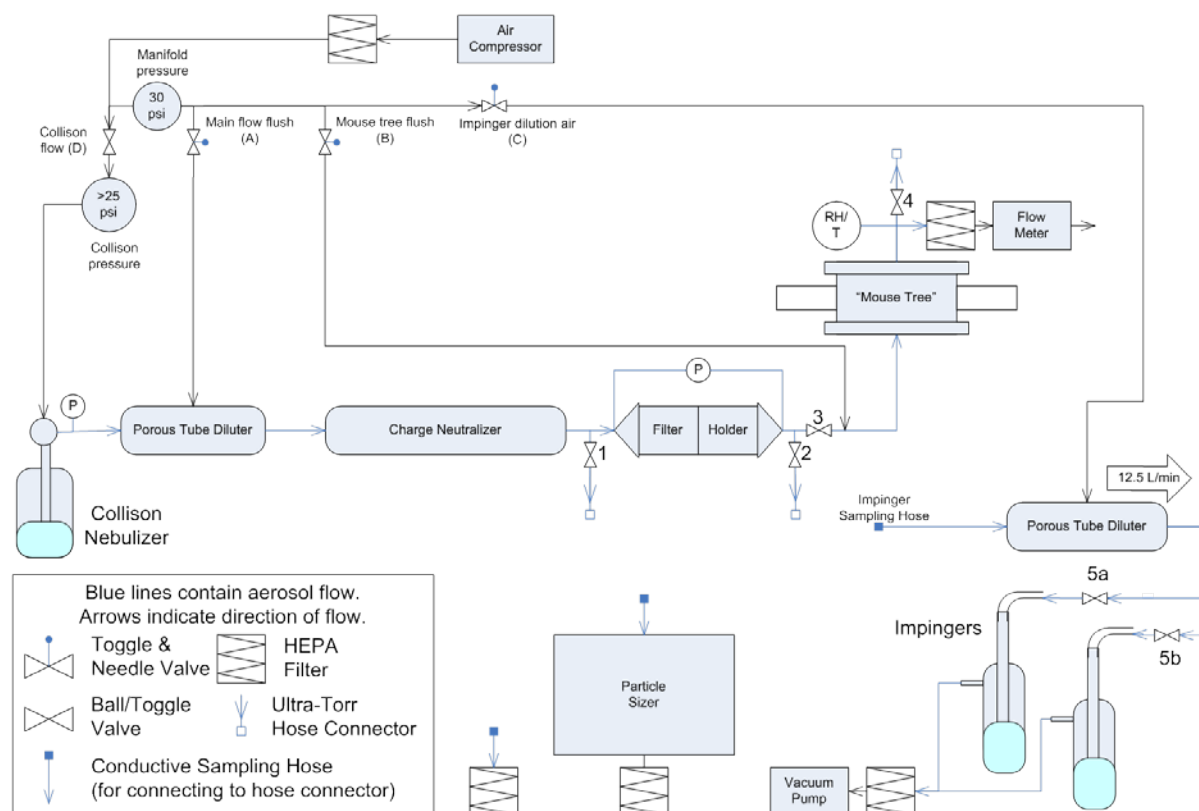 Air
Compressor
Manifold
pressure
30
psi
Main flow flush
(A)
Mouse tree flush
(B)
Impinger dilution air
(C)
Collison
flow (D)
>25
psi
Collison
pressure
4
RH/
T
Flow
Meter
"Mouse Tree"
P
P
Porous Tube Diluter
Charge Neutralizer
Filter
Holder
3
1
2
Collison
Nebulizer
12.5 L/min
Impinger
Sampling Hose
Porous Tube Diluter
5a
Impingers
5b
Blue lines contain aerosol flow.
Arrows indicate direction of flow.
Toggle &
Needle Valve
HEPA
Filter
Ball/Toggle
Valve
Ultra-Torr
Hose Connector
Conductive Sampling Hose
(for connecting to hose connector)
Particle
Sizer
Vacuum
Pump